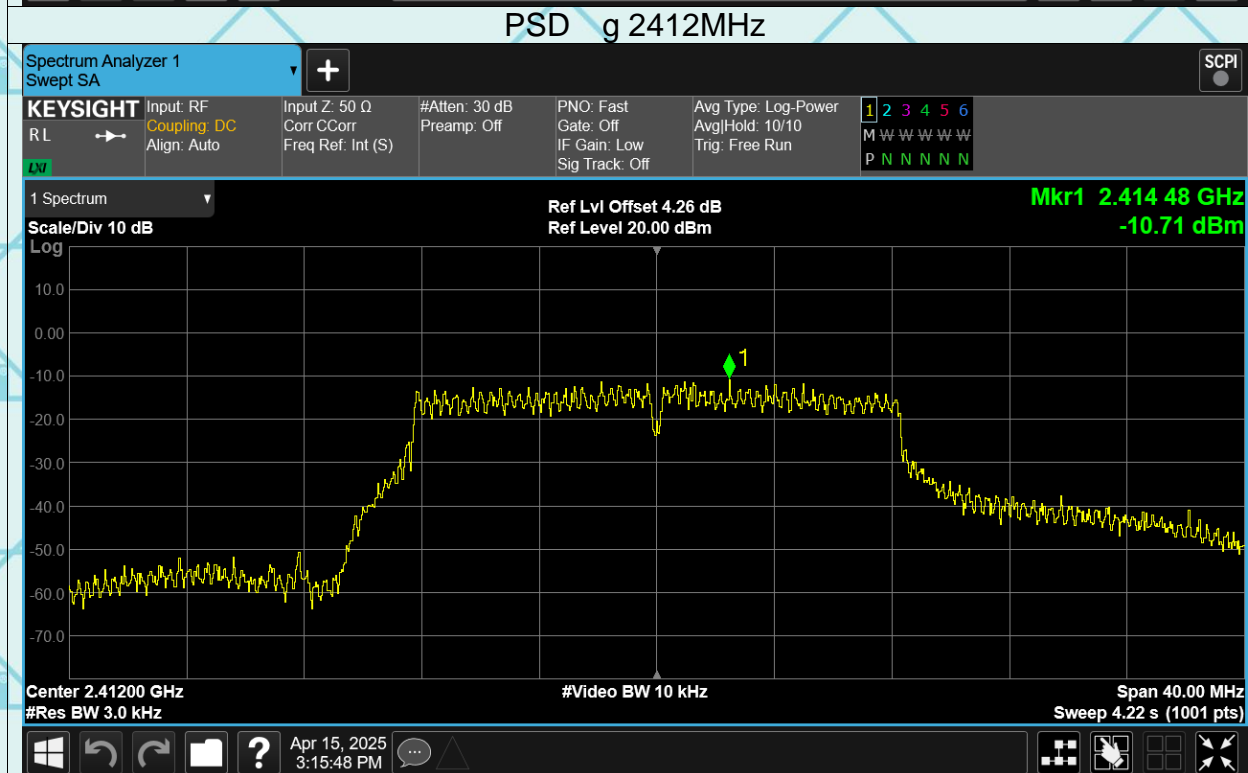 PSD g 2412MHz
Spectrum Analyzer 1
Swept SA
+
SCPI
KEYSIGHT
RL
LXI
Input: RF
Coupling: DC
Align: Auto
Input Z: 50 Ω
Corr CCorr
Freq Ref: Int (S)
#Atten: 30 dB
Preamp: Off
PNO: Fast
Gate: Off
IF Gain: Low
Sig Track: Off
Avg Type: Log-Power
Avg|Hold: 10/10
Trig: Free Run
1 2 3 4 5 6
M W W W W W
P N N N N N
1 Spectrum
Scale/Div 10 dB
Log
Ref Lvl Offset 4.26 dB
Ref Level 20.00 dBm
Mkr1 2.414 48 GHz
-10.71 dBm
1
10.0
0.00
-10.0
-20.0
-30.0
-40.0
-50.0
-60.0
-70.0
Center 2.41200 GHz
#Res BW 3.0 kHz
#Video BW 10 kHz
Span 40.00 MHz
Sweep 4.22 s (1001 pts)
?
Apr 15, 2025
3:15:48 PM